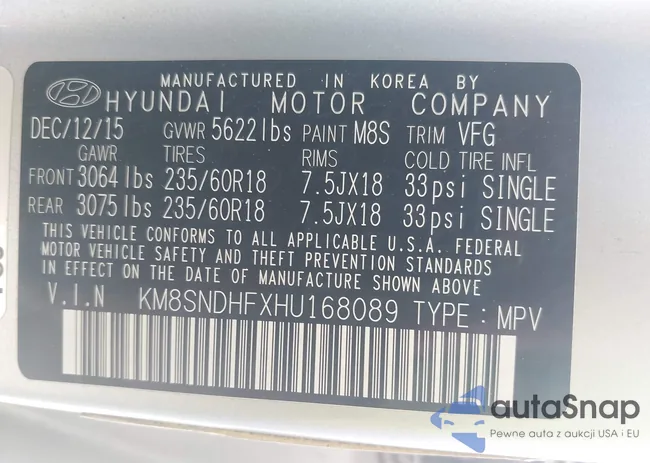 MANUFACTURED IN KOREA BY
HYUNDAI MOTOR COMPANY
DEC/12/15 GVWR 5622lbs PAINT M8S TRIM VFG
GAWR TIRES RIMS COLD TIRE INFL
FRONT 3064lbs 235/60R18 7.5JX18 33psi SINGLE
REAR 3075lbs 235/60R18 7.5JX18 33psi SINGLE
THIS VEHICLE CONFORMS TO ALL APPLICABLE U.S.A. FEDERAL
MOTOR VEHICLE SAFETY AND THEFT PREVENTION STANDARDS
IN EFFECT ON THE DATE OF MANUFACTURE SHOWN ABOVE
V.I.N KM8SNDHFXHU168089 TYPE : MPV
autaSnap
Pewne auta z aukcji USA i EU